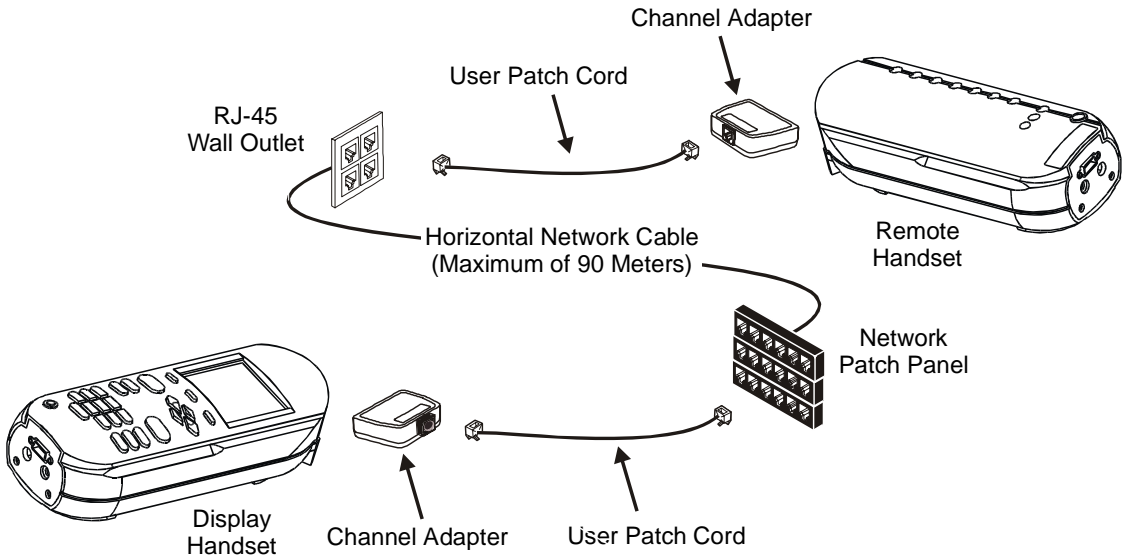 Channel Adapter
User Patch Cord
RJ-45
Wall Outlet
Horizontal Network Cable
(Maximum of 90 Meters)
Remote
Handset
Network
Patch Panel
Display
Handset
Channel Adapter
User Patch Cord